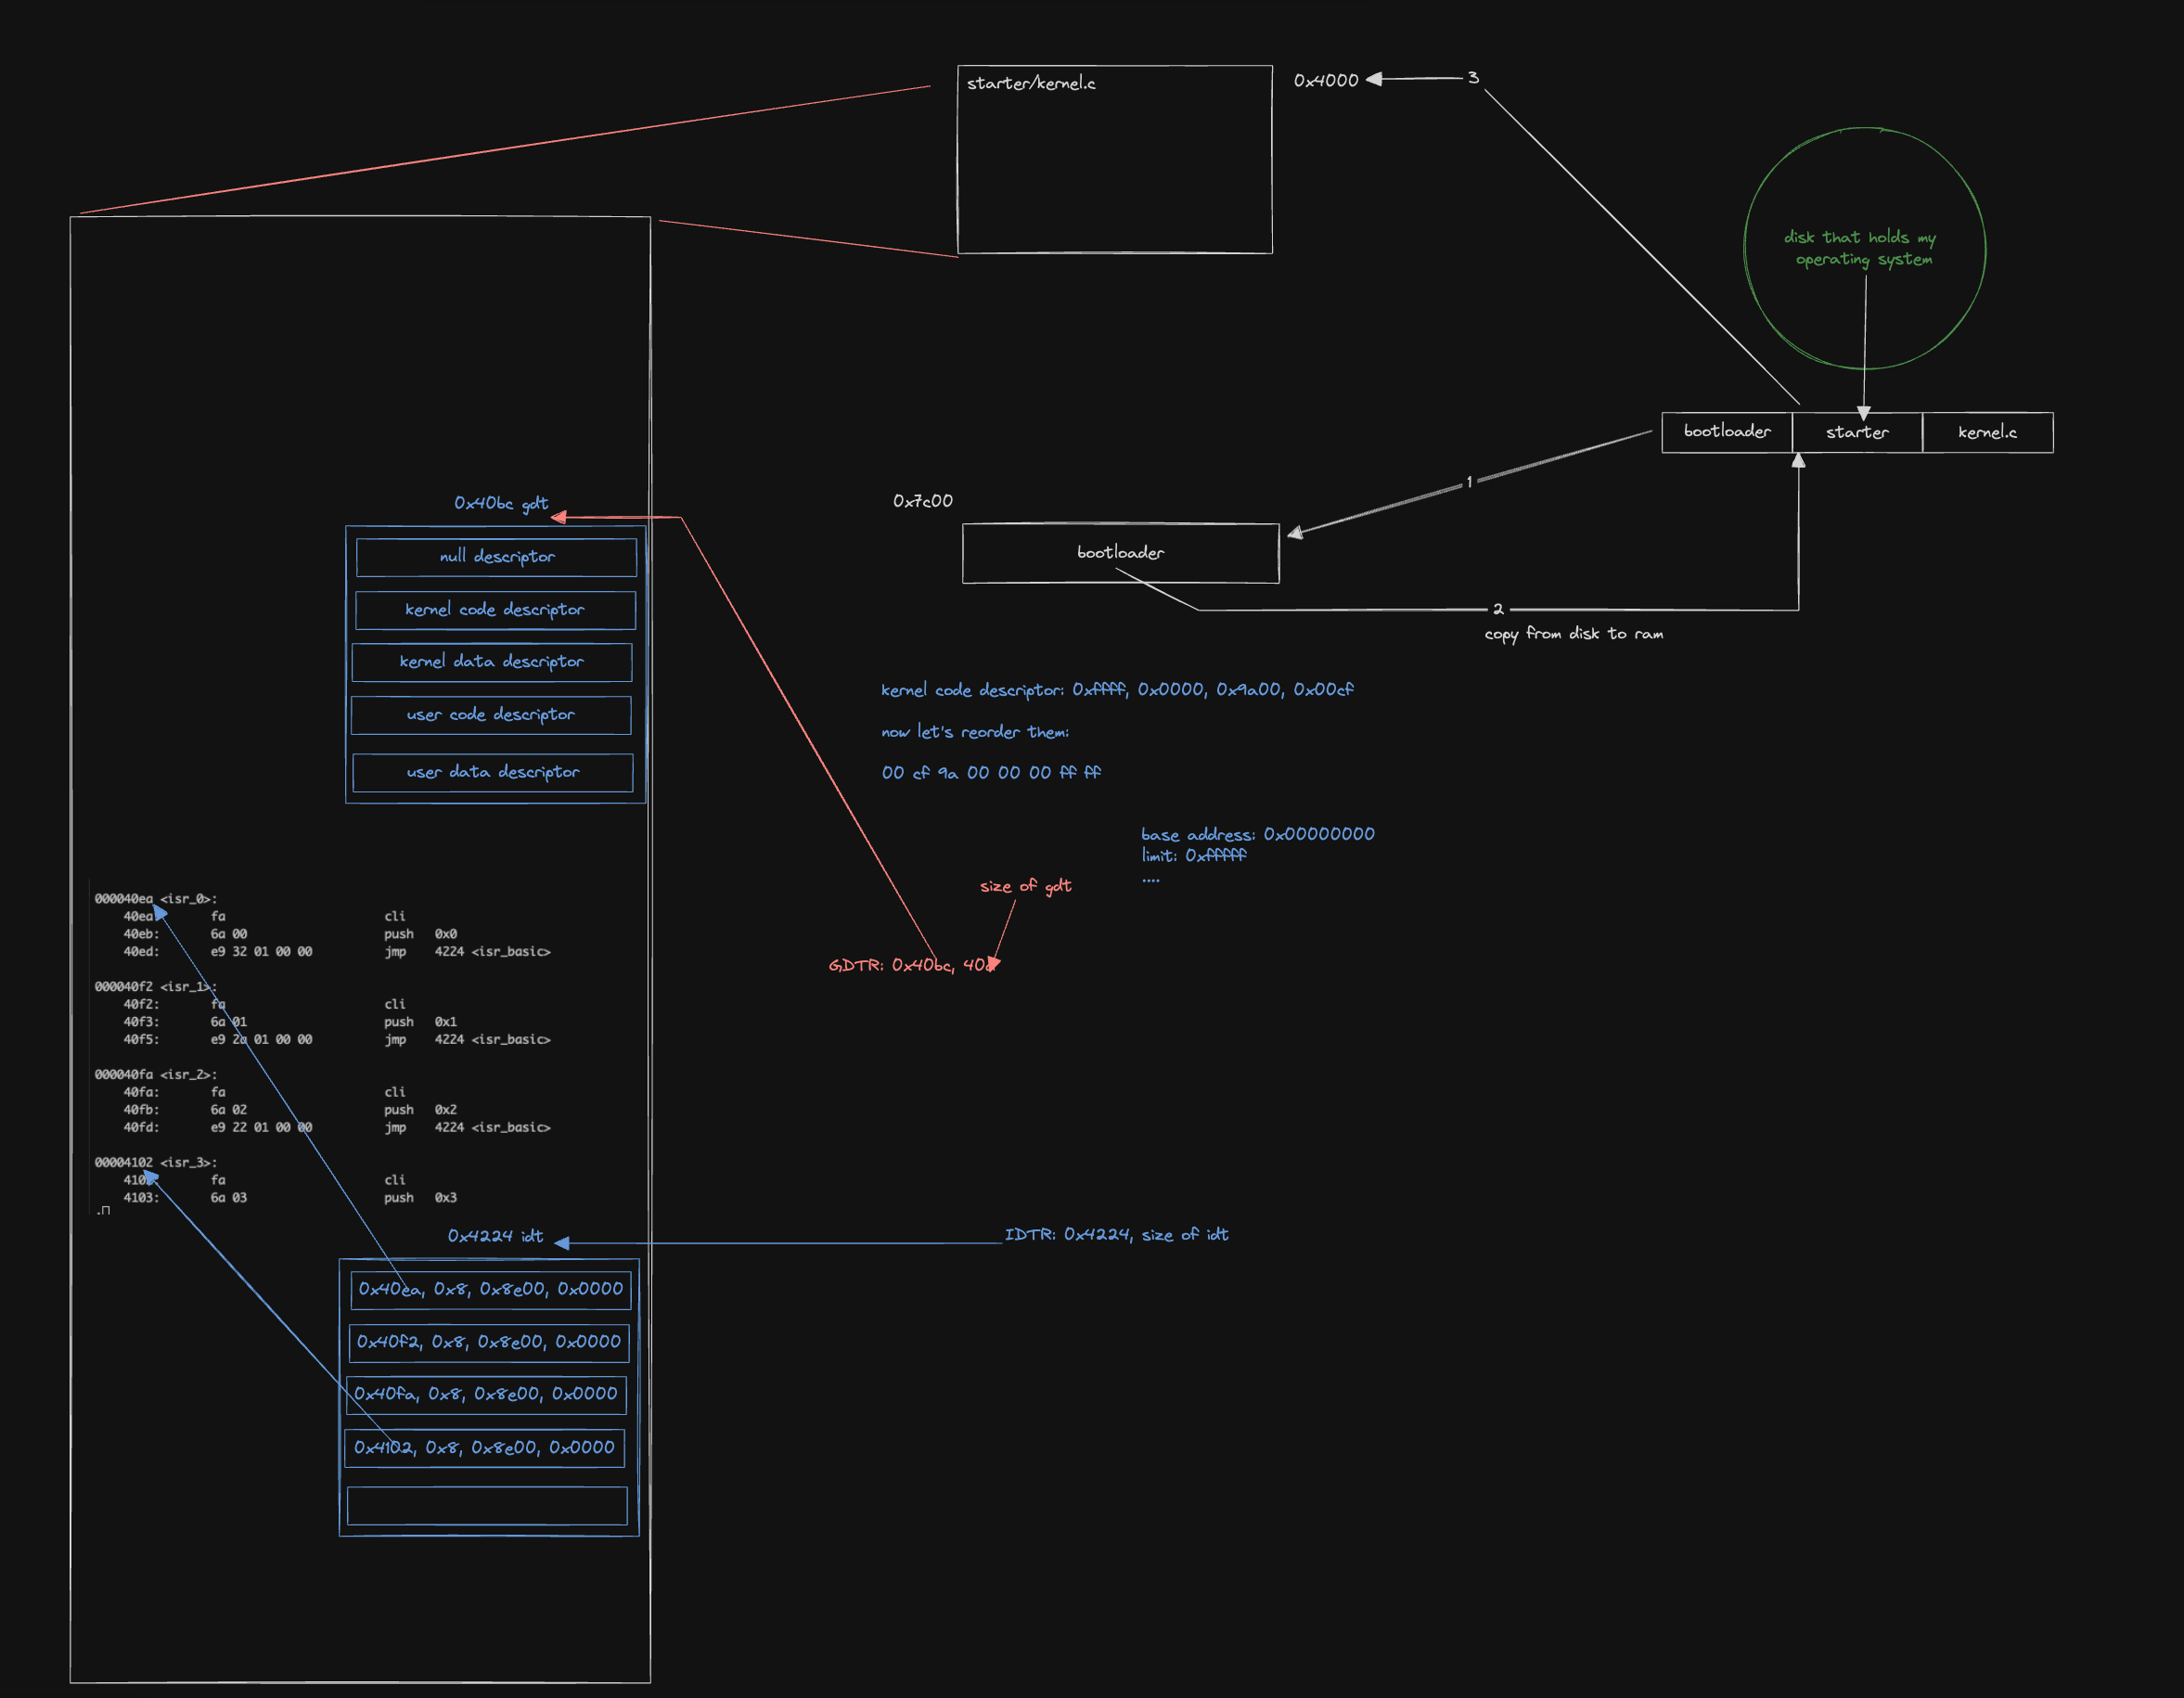 starter/kernel.c
0x4000
3
disk that holds my
operating system
bootloader
starter
kernel.c
1
0x7c00
bootloader
2
copy from disk to ram
0x40bc gdt
null descriptor
kernel code descriptor
kernel data descriptor
user code descriptor
user data descriptor
kernel code descriptor: 0xffff, 0x0000, 0x9a00, 0x00cf
now let's reorder them:
00 cf 9a 00 00 00 ff ff
base address: 0x00000000
limit: 0xfffff
....
size of gdt
GDTR: 0x40bc, 40
000040ea <isr_0>:
40ea fa cli
40eb: 6a 00 push 0x0
40ed: e9 32 01 00 00 jmp 4224 <isr_basic>
000040f2 <isr_1>:
40f2: fa cli
40f3: 6a 01 push 0x1
40f5: e9 2a 01 00 00 jmp 4224 <isr_basic>
000040fa <isr_2>:
40fa: fa cli
40fb: 6a 02 push 0x2
40fd: e9 22 01 00 00 jmp 4224 <isr_basic>
00004102 <isr_3>:
fa cli
4103: 6a 03 push 0x3
0x4224 idt
IDTR: 0x4224, size of idt
0x40ea, 0x8, 0x8e00, 0x0000
0x40f2, 0x8, 0x8e00, 0x0000
0x40fa, 0x8, 0x8e00, 0x0000
0x4102, 0x8, 0x8e00, 0x0000